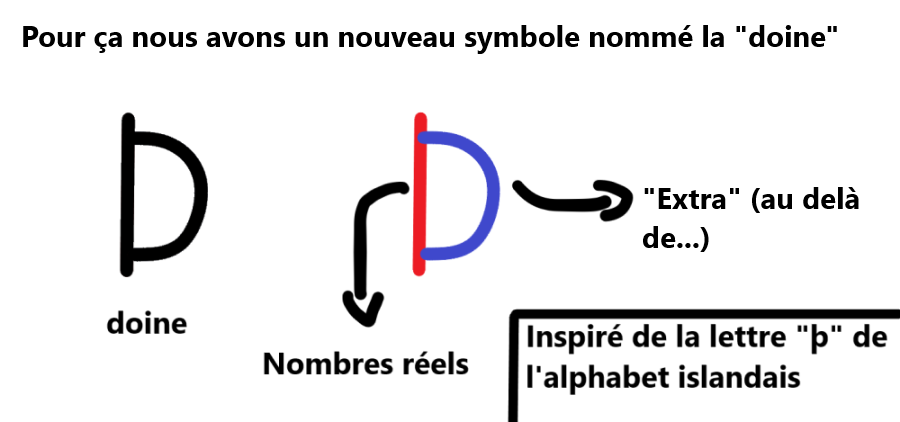 Pour ça nous avons un nouveau symbole nommé la "doine"
"Extra" (au delà
de...)
doine
Nombres réels
Inspiré de la lettre "þ" de
l'alphabet islandais